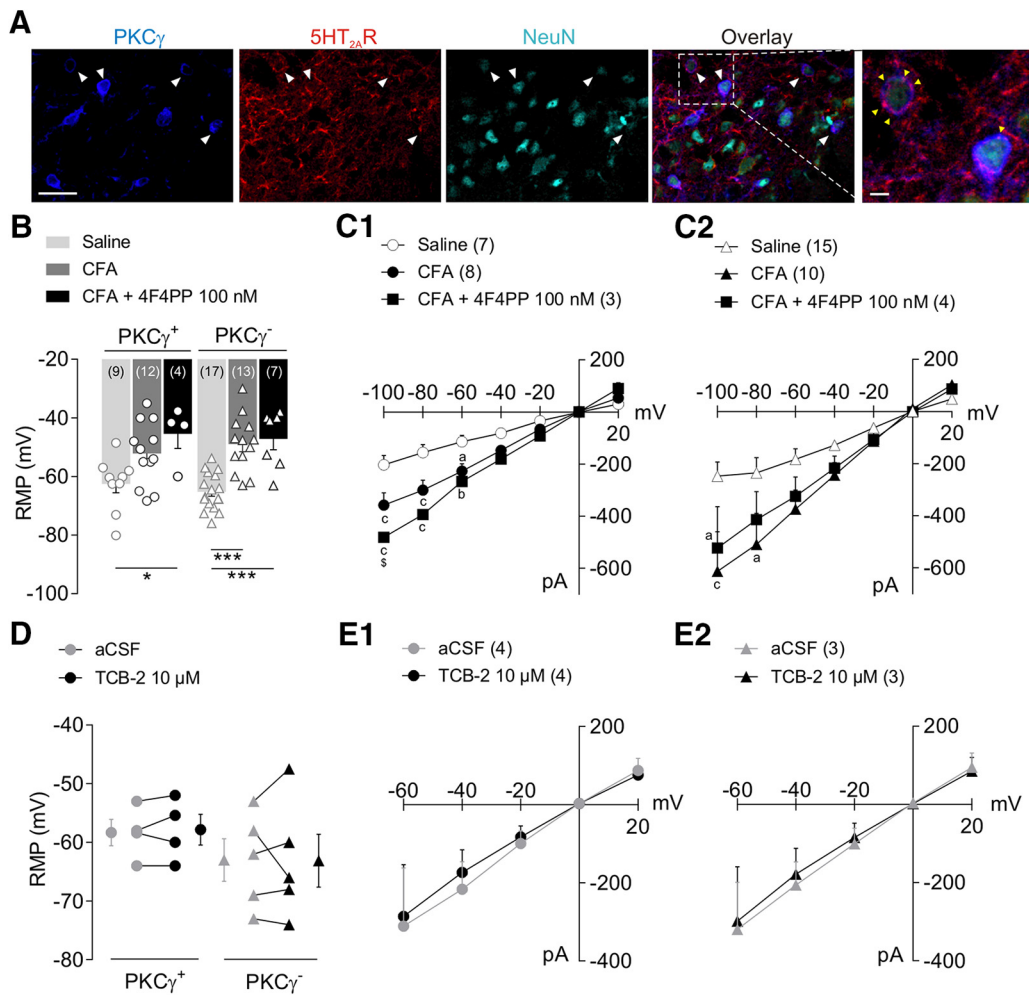 A
PKCγ 5HT2AR NeuN Overlay
B
Saline
CFA
CFA + 4F4PP 100 nM
PKCγ+ PKCγ-
(9) (12) (4) (17) (13) (7)
RMP (mV)
-20
-40
-60
-80
-100
***
* ***
C1
Saline (7)
CFA (8)
CFA + 4F4PP 100 nM (3)
200
-100 -80 -60 -40 -20
mV
20
-200
-400
-600
pA
a
b
c c
c c
$
C2
Saline (15)
CFA (10)
CFA + 4F4PP 100 nM (4)
200
-100 -80 -60 -40 -20
mV
20
-200
-400
-600
pA
a
a
c
D
aCSF
TCB-2 10 µM
RMP (mV)
-40
-50
-60
-70
-80
PKCγ+ PKCγ-
E1
aCSF (4)
TCB-2 10 µM (4)
200
-60 -40 -20
mV
20
-200
pA
-400
E2
aCSF (3)
TCB-2 10 µM (3)
200
-60 -40 -20
mV
20
-200
pA
-400